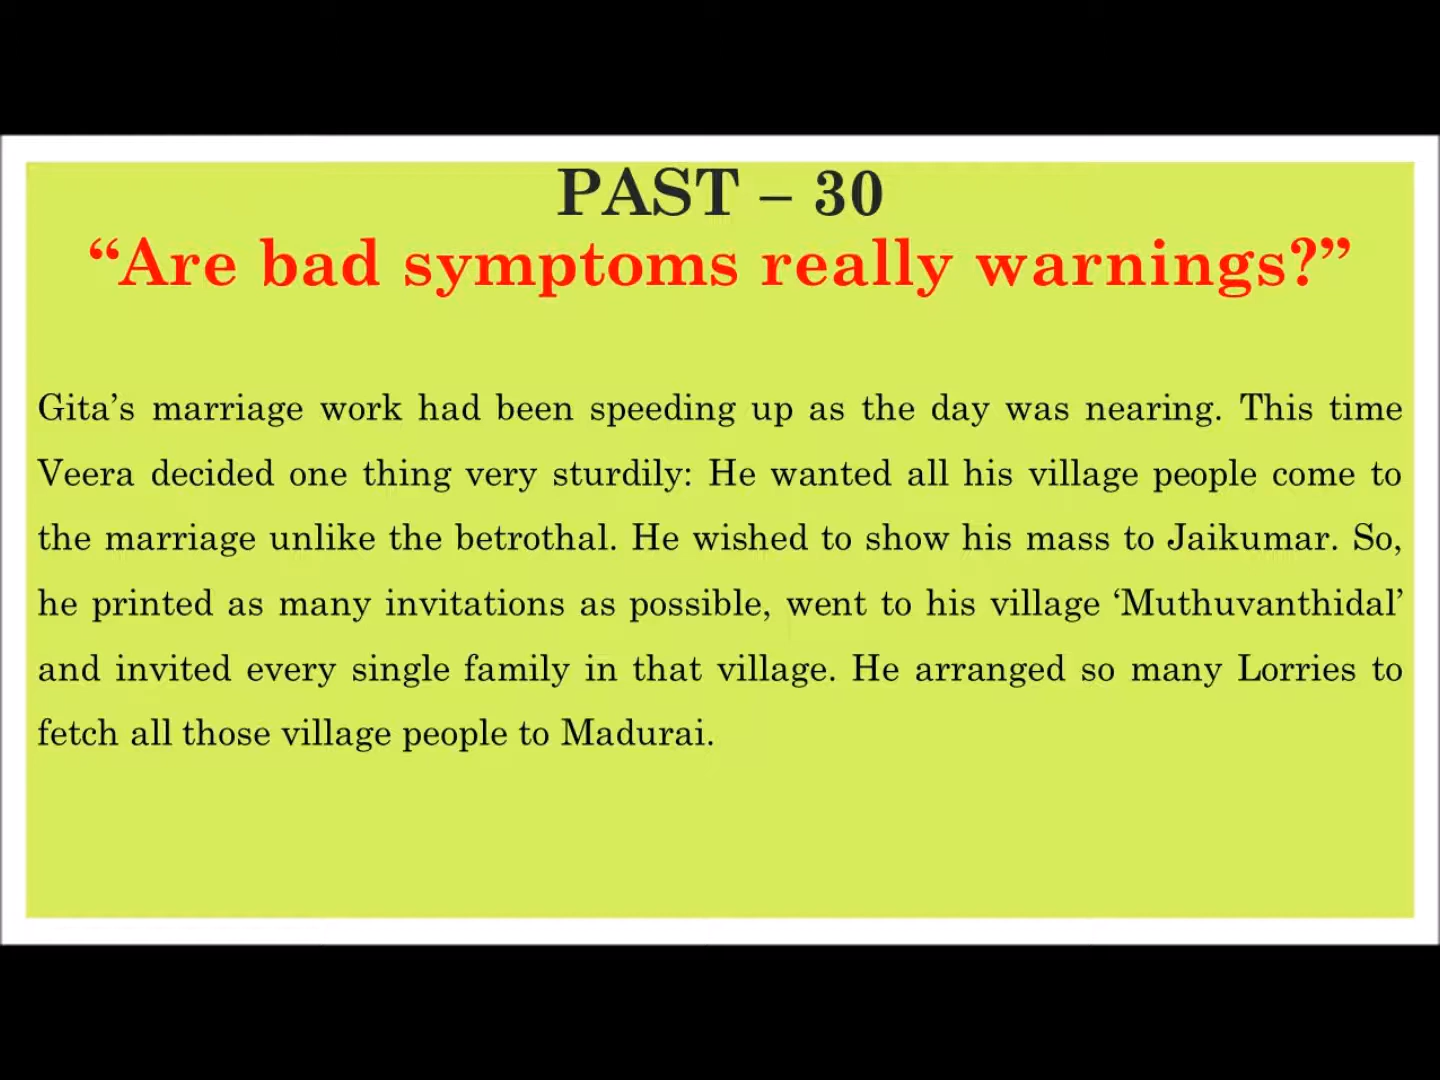 PAST – 30
“Are bad symptoms really warnings?”
Gita’s marriage work had been speeding up as the day was nearing. This time
Veera decided one thing very sturdily: He wanted all his village people come to
the marriage unlike the betrothal. He wished to show his mass to Jaikumar. So,
he printed as many invitations as possible, went to his village ‘Muthuvanthidal’
and invited every single family in that village. He arranged so many Lorries to
fetch all those village people to Madurai.